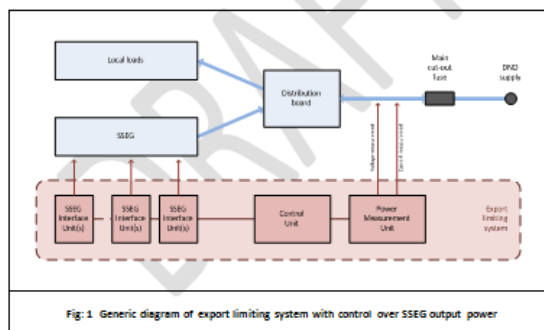 DRAFT
Local loads
Main
cut-out
fuse
DNO
supply
Distribution
board
SSEG
Voltage measurement
Current measurement
SSEG
Interface
Unit(s)
SSEG
Interface
Unit(s)
SSEG
Interface
Unit(s)
Control
Unit
Power
Measurement
Unit
Export
limiting
system
Fig: 1 Generic diagram of export limiting system with control over SSEG output power